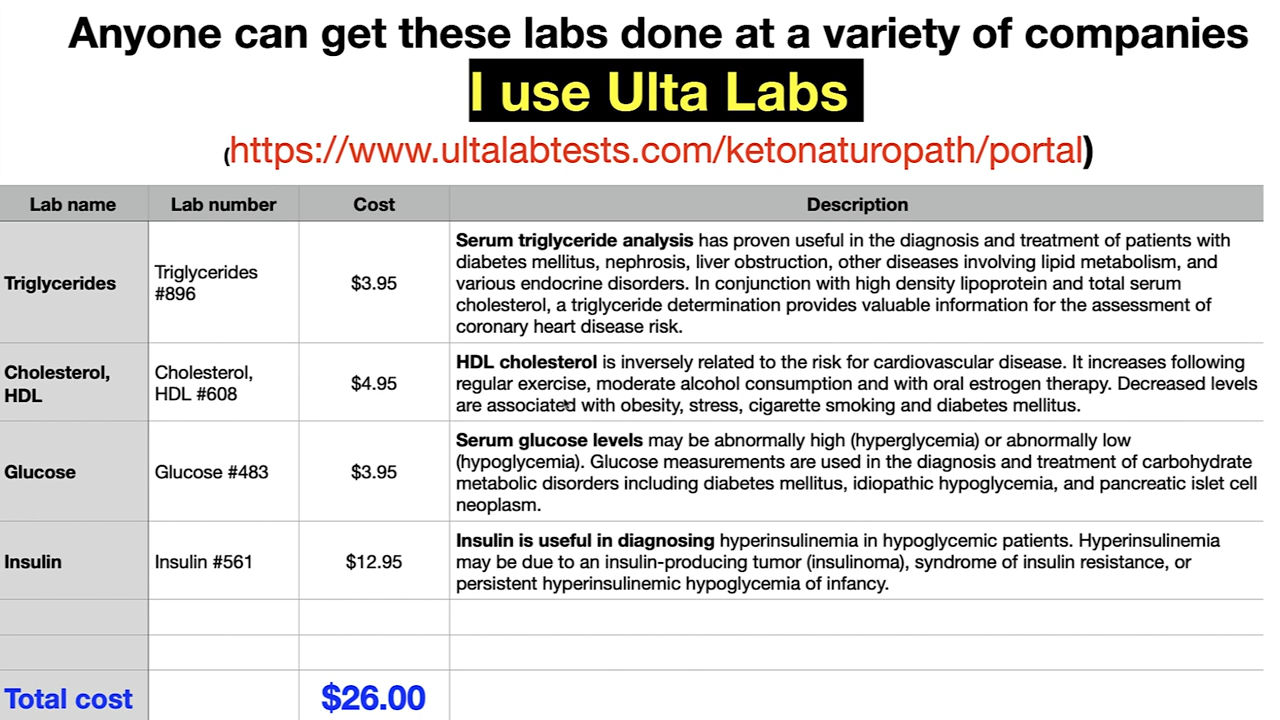 Anyone can get these labs done at a variety of companies
I use Ulta Labs
(https://www.ultalabtests.com/ketonaturopath/portal)
Lab name Lab number Cost Description
Triglycerides
Triglycerides
#896
$3.95
Serum triglyceride analysis has proven useful in the diagnosis and treatment of patients with
diabetes mellitus, nephrosis, liver obstruction, other diseases involving lipid metabolism, and
various endocrine disorders. In conjunction with high density lipoprotein and total serum
cholesterol, a triglyceride determination provides valuable information for the assessment of
coronary heart disease risk.
Cholesterol,
HDL
Cholesterol,
HDL #608
$4.95
HDL cholesterol is inversely related to the risk for cardiovascular disease. It increases following
regular exercise, moderate alcohol consumption and with oral estrogen therapy. Decreased levels
are associated with obesity, stress, cigarette smoking and diabetes mellitus.
Glucose
Glucose #483
$3.95
Serum glucose levels may be abnormally high (hyperglycemia) or abnormally low
(hypoglycemia). Glucose measurements are used in the diagnosis and treatment of carbohydrate
metabolic disorders including diabetes mellitus, idiopathic hypoglycemia, and pancreatic islet cell
neoplasm.
Insulin
Insulin #561
$12.95
Insulin is useful in diagnosing hyperinsulinemia in hypoglycemic patients. Hyperinsulinemia
may be due to an insulin-producing tumor (insulinoma), syndrome of insulin resistance, or
persistent hyperinsulinemic hypoglycemia of infancy.
Total cost $26.00